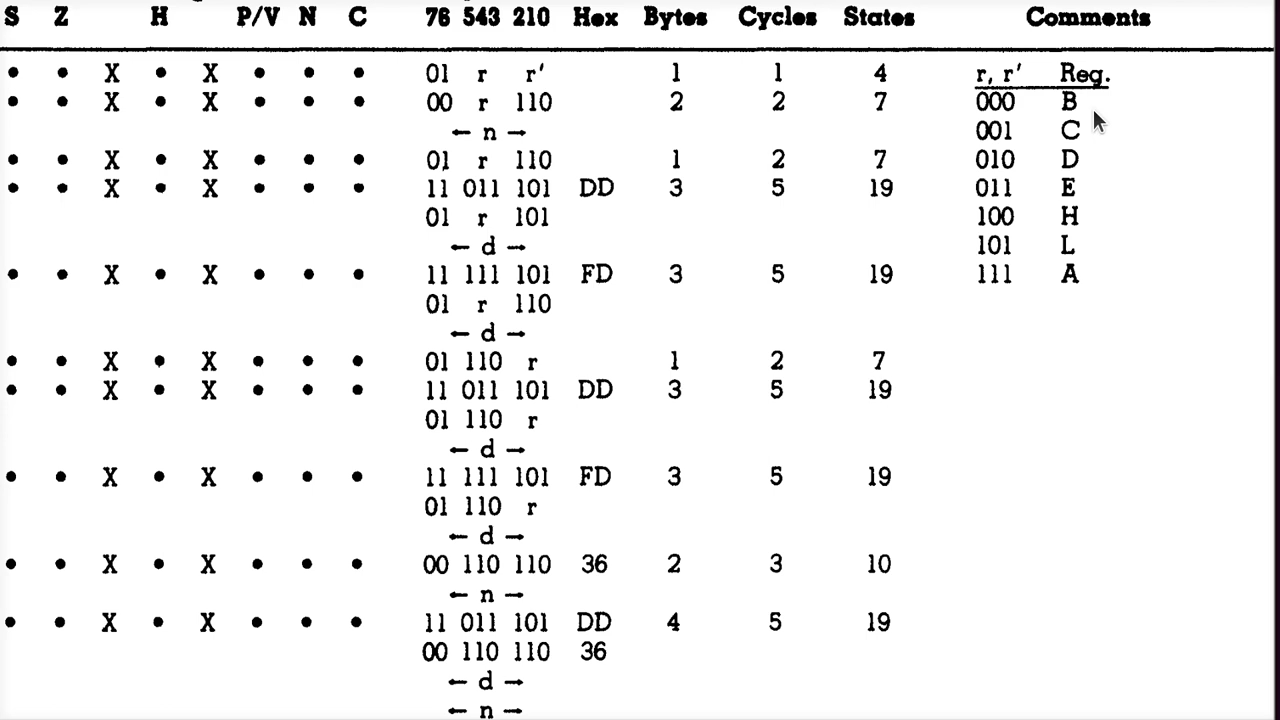 S Z H P/V N C 76 543 210 Hex Bytes Cycles States Comments
• • X • X • • • 01 r r′ 1 1 4 r, r′ Reg.
• • X • X • • • 00 r 110 2 2 7 000 B
← n → 001 C
• • X • X • • • 01 r 110 1 2 7 010 D
• • X • X • • • 11 011 101 DD 3 5 19 011 E
01 r 101 100 H
← d → 101 L
• • X • X • • • 11 111 101 FD 3 5 19 111 A
01 r 110
← d →
• • X • X • • • 01 110 r 1 2 7
• • X • X • • • 11 011 101 DD 3 5 19
01 110 r
← d →
• • X • X • • • 11 111 101 FD 3 5 19
01 110 r
← d →
• • X • X • • • 00 110 110 36 2 3 10
← n →
• • X • X • • • 11 011 101 DD 4 5 19
00 110 110 36
← d →
← n →